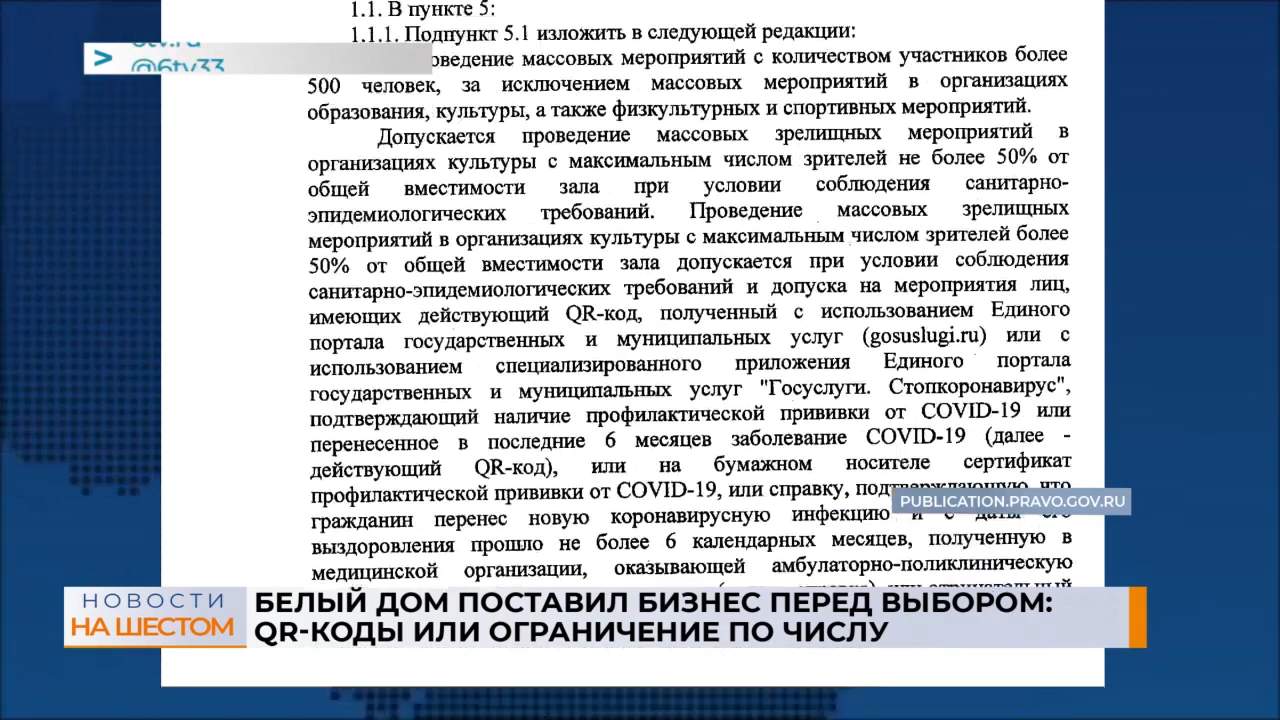 1.1. В пункте 5:
1.1.1. Подпункт 5.1 изложить в следующей редакции:
> @6tv33
массовых мероприятий с количеством участников более
500 человек, за исключением массовых мероприятий в организациях
образования, культуры, а также физкультурных и спортивных мероприятий.
Допускается проведение массовых зрелищных мероприятий в
организациях культуры с максимальным числом зрителей не более 50% от
общей вместимости зала при условии соблюдения санитарно-
эпидемиологических требований. Проведение массовых зрелищных
мероприятий в организациях культуры с максимальным числом зрителей более
50% от общей вместимости зала допускается при условии соблюдения
санитарно-эпидемиологических требований и допуска на мероприятия лиц,
имеющих действующий QR-код, полученный с использованием Единого
портала государственных и муниципальных услуг (gosuslugi.ru) или с
использованием специализированного приложения Единого портала
государственных и муниципальных услуг "Госуслуги. Стопкоронавирус",
подтверждающий наличие профилактической прививки от COVID-19 или
перенесенное в последние 6 месяцев заболевание COVID-19 (далее -
действующий QR-код), или на бумажном носителе сертификат
профилактической прививки от COVID-19, или справку, подтверждающую, что
PUBLICATION.PRAVO.GOV.RU
гражданин перенес новую коронавирусную инфекцию и с даты его
выздоровления прошло не более 6 календарных месяцев, полученную в
медицинской организации, оказывающей амбулаторно-поликлиническую
НОВОСТИ
НА ШЕСТОМ
БЕЛЫЙ ДОМ ПОСТАВИЛ БИЗНЕС ПЕРЕД ВЫБОРОМ:
QR-КОДЫ ИЛИ ОГРАНИЧЕНИЕ ПО ЧИСЛУ